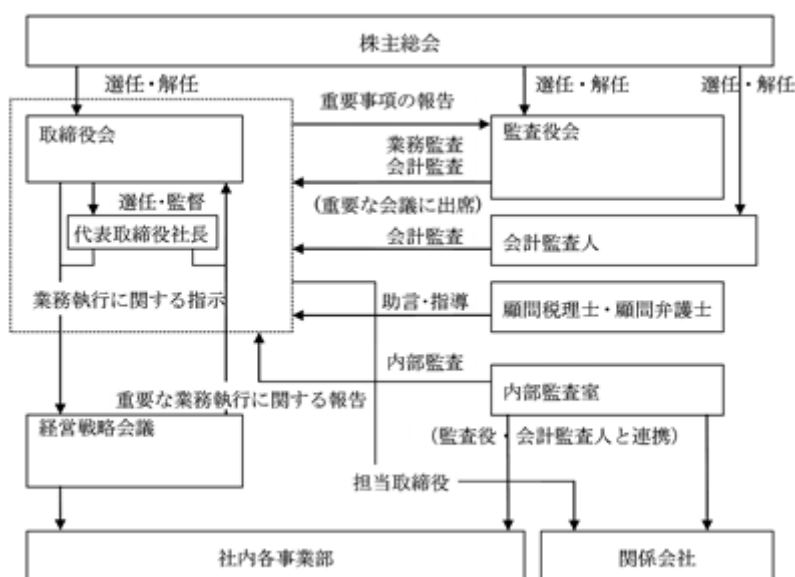 株主総会
選任・解任
選任・解任
選任・解任
重要事項の報告
取締役会
監査役会
業務監査
会計監査
選任・監督
(重要な会議に出席)
代表取締役社長
会計監査
会計監査人
業務執行に関する指示
助言・指導
顧問税理士・顧問弁護士
内部監査
内部監査室
重要な業務執行に関する報告
経営戦略会議
(監査役・会計監査人と連携)
担当取締役
社内各事業部
関係会社